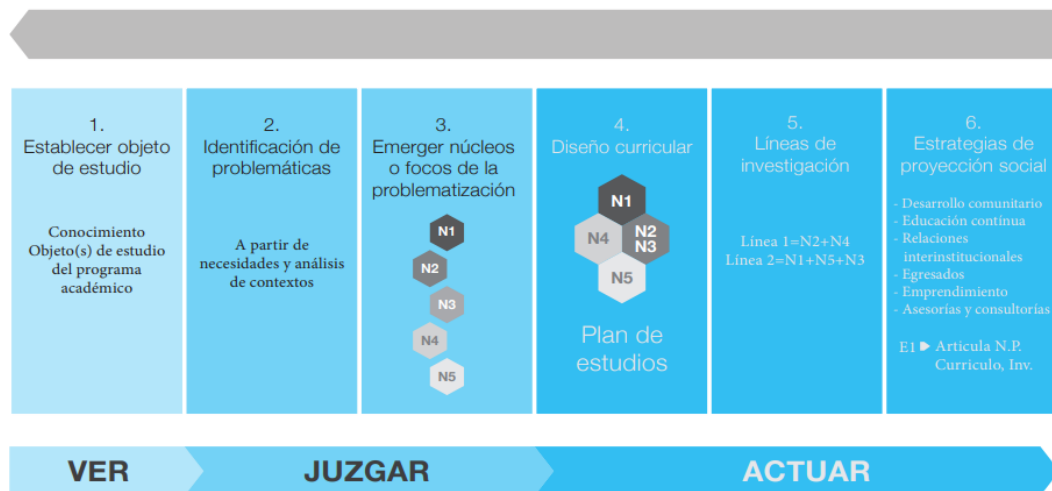 1.
Establecer objeto
de estudio
Conocimiento
Objeto(s) de estudio
del programa
académico
2.
Identificación de
problemáticas
A partir de
necesidades y análisis
de contextos
3.
Emerger núcleos
o focos de la
problematización
N1
N2
N3
N4
N5
4.
Diseño curricular
N1
N4
N2
N3
N5
Plan de
estudios
5.
Líneas de
investigación
Línea 1=N2+N4
Línea 2=N1+N5+N3
6.
Estrategias de
proyección social
- Desarrollo comunitario
- Educación contínua
- Relaciones
interinstitucionales
- Egresados
- Emprendimiento
- Asesorías y consultorías
E1 Articula N.P.
Curriculo, Inv.
VER
JUZGAR
ACTUAR